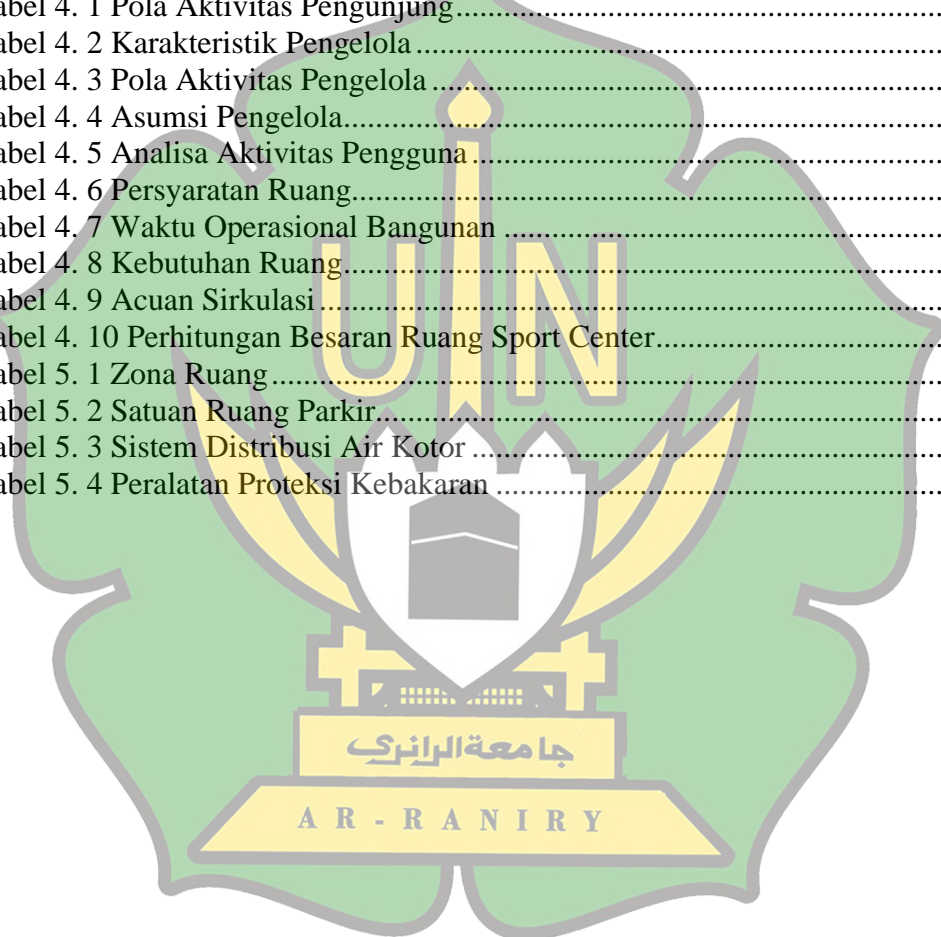 abel 4. 1 Pola Aktivitas Pengunjung................................................
abel 4. 2 Karakteristik Pengelola................................................
abel 4. 3 Pola Aktivitas Pengelola................................................
abel 4. 4 Asumsi Pengelola................................................
abel 4. 5 Analisa Aktivitas Pengguna................................................
abel 4. 6 Persyaratan Ruang................................................
abel 4. 7 Waktu Operasional Bangunan................................................
abel 4. 8 Kebutuhan Ruang................................................
abel 4. 9 Acuan Sirkulasi................................................
abel 4. 10 Perhitungan Besaran Ruang Sport Center................................
abel 5. 1 Zona Ruang................................................
abel 5. 2 Satuan Ruang Parkir................................................
abel 5. 3 Sistem Distribusi Air Kotor................................................
abel 5. 4 Peralatan Proteksi Kebakaran................................................
UIN
جامعة الرانري
AR-RANIRY